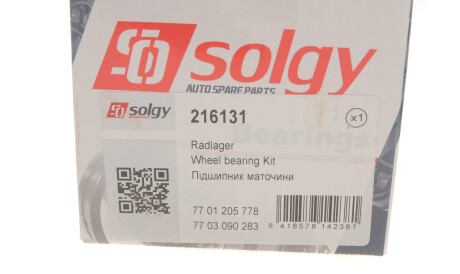 solgy
AUTO SPARE PARTS
solgy
216131
x1
Bearings
Radlager
Wheel bearing Kit
Підшипник маточини
77 01 205 778
77 03 090 283
8 418578 142381